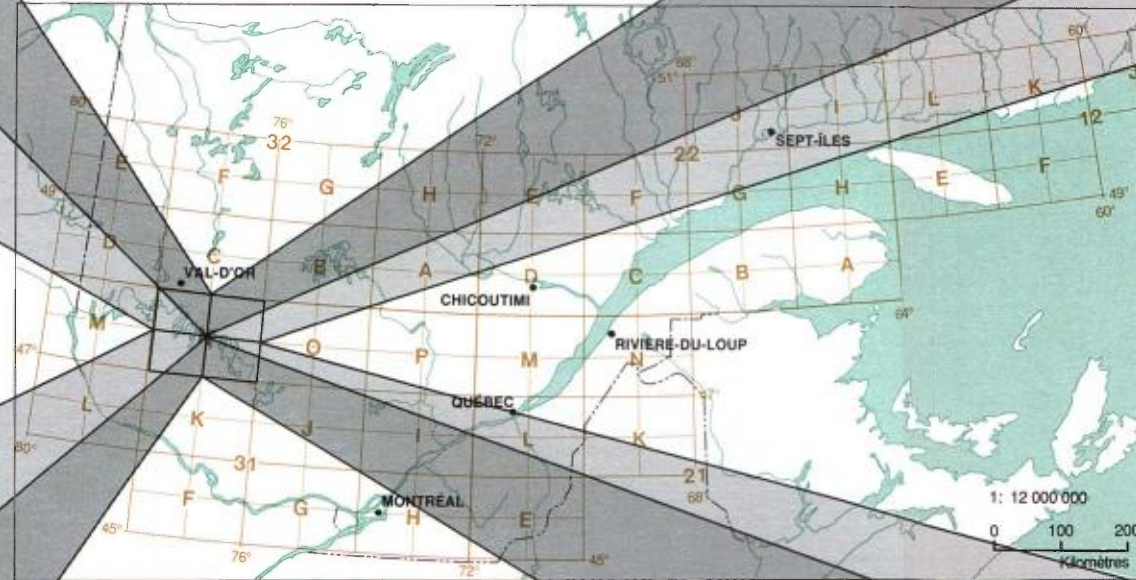 60°
68°
51°
J
I
L
K
12
80°
76°
32
72°
22
SEPT-ÎLES
E
F
G
H
E
F
G
H
E
F
49°
49°
60°
D
C
B
A
D
C
B
A
VAL-D'OR
CHICOUTIMI
64°
M
O
P
M
N
RIVIÈRE-DU-LOUP
47°
47°
L
K
J
I
QUÉBEC
L
K
80°
31
21
68°
F
G
MONTRÉAL
H
E
45°
76°
72°
45°
1: 12 000 000
0 100 200
Kilomètres